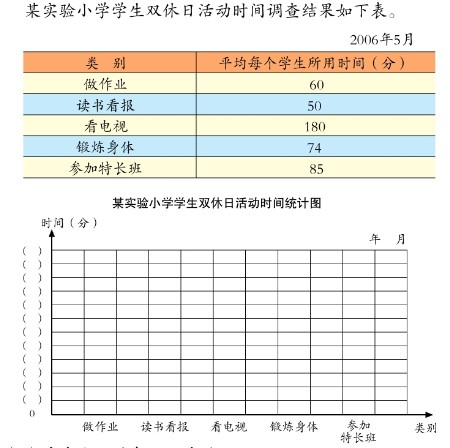 某实验小学学生双休日活动时间调查结果如下表。
2006年5月
类 别 平均每个学生所用时间（分）
做作业 60
读书看报 50
看电视 180
锻炼身体 74
参加特长班 85
某实验小学学生双休日活动时间统计图
时间（分）
年 月
（ ）
（ ）
（ ）
（ ）
（ ）
（ ）
（ ）
（ ）
（ ）
（ ）
（ ）
（ ）
0
做作业 读书看报 看电视 锻炼身体 参加特长班 类别